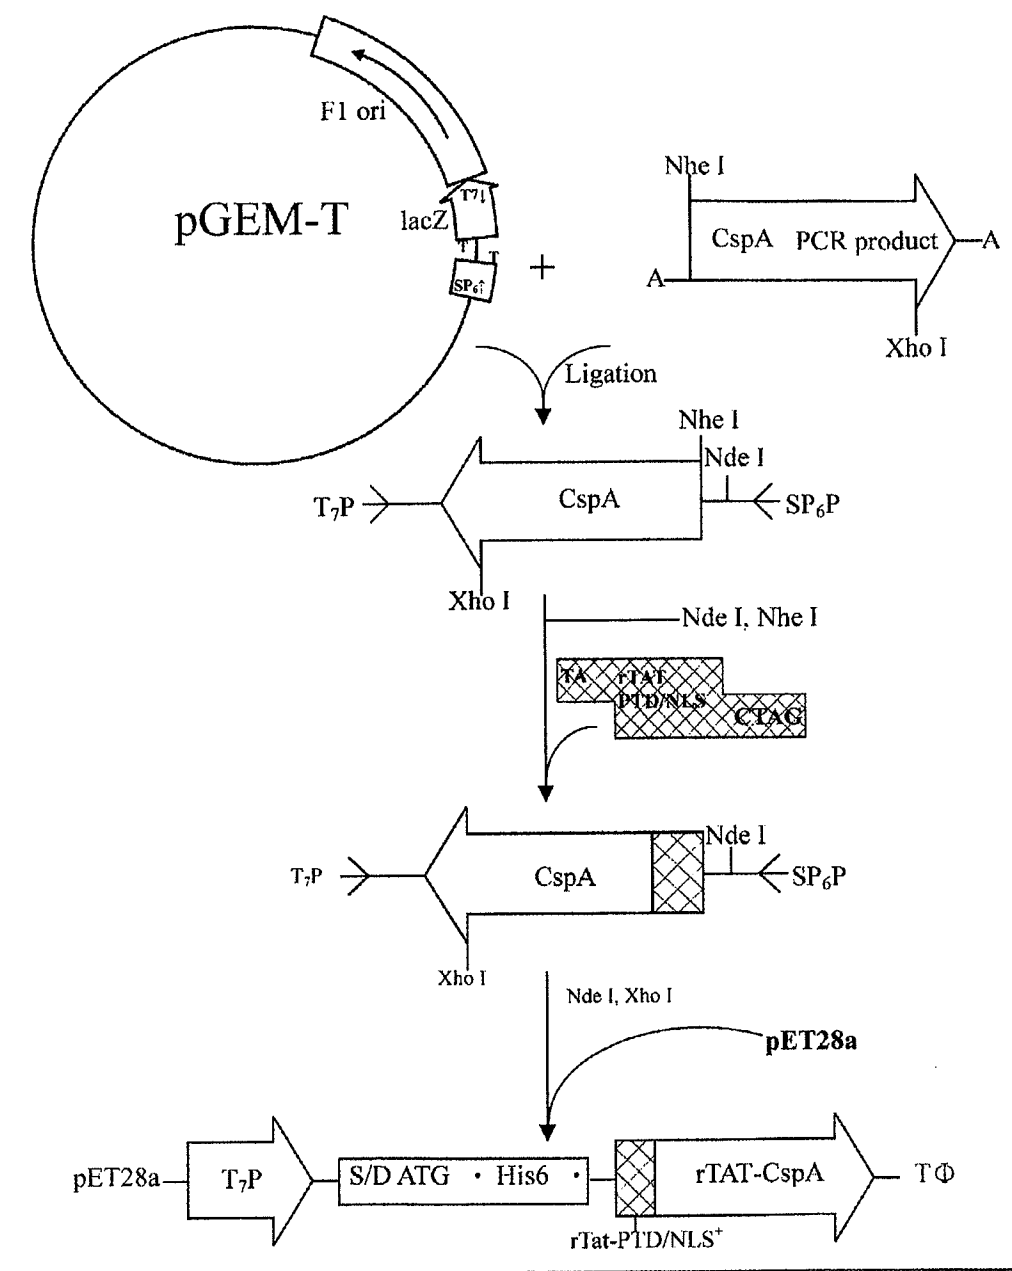 F1 ori
pGEM-T
lacZ
T7↓
T T
SP6↑
+
Nhe I
CspA PCR product
A
A
Xho I
Ligation
Nhe I
Nde I
T7P
CspA
SP6P
Xho I
Nde I, Nhe I
TA rTAT
PTD/NLS
CTAG
Nde I
T7P
CspA
SP6P
Xho I
Nde I, Xho I
pET28a
pET28a
T7P
S/D ATG · His6 ·
rTAT-CspA
TΦ
rTat-PTD/NLS+